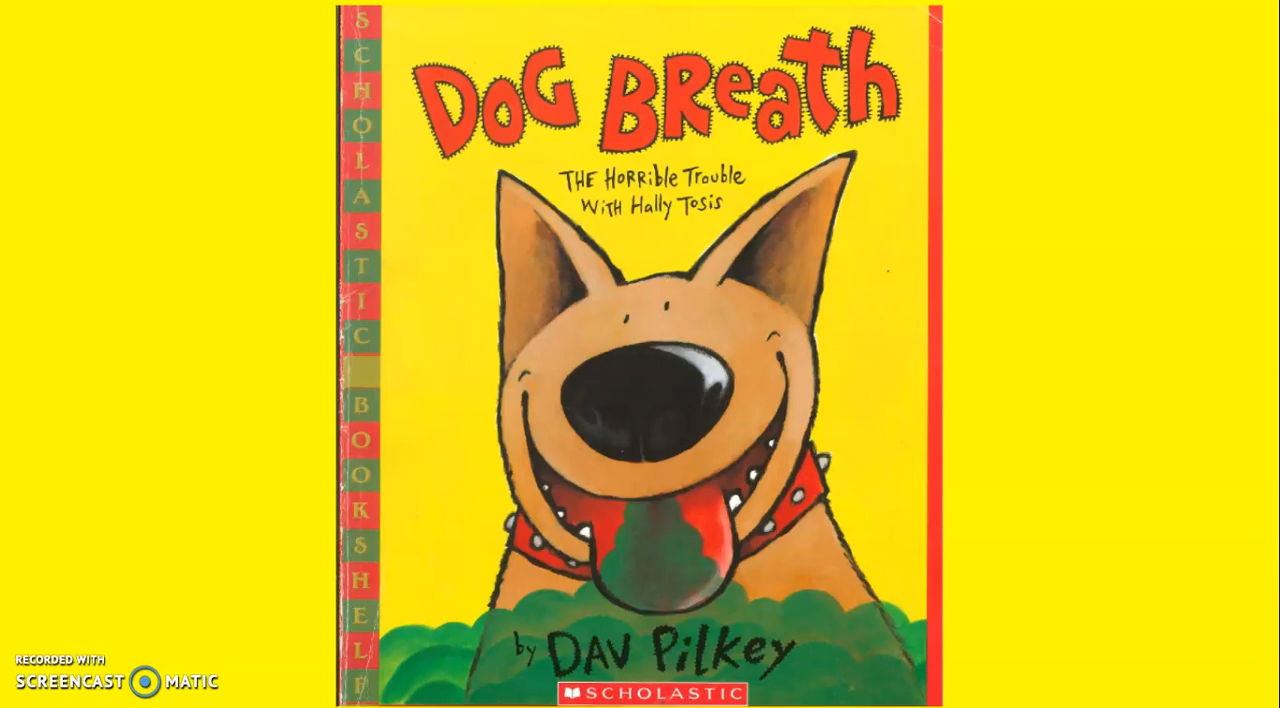 SCHOLASTIC BOOKSHELF
DOG BREATH
THE HORRible Trouble
WiTH Hally Tosis
by DAV Pilkey
SCHOLASTIC
RECORDED WITH
SCREENCAST MATIC